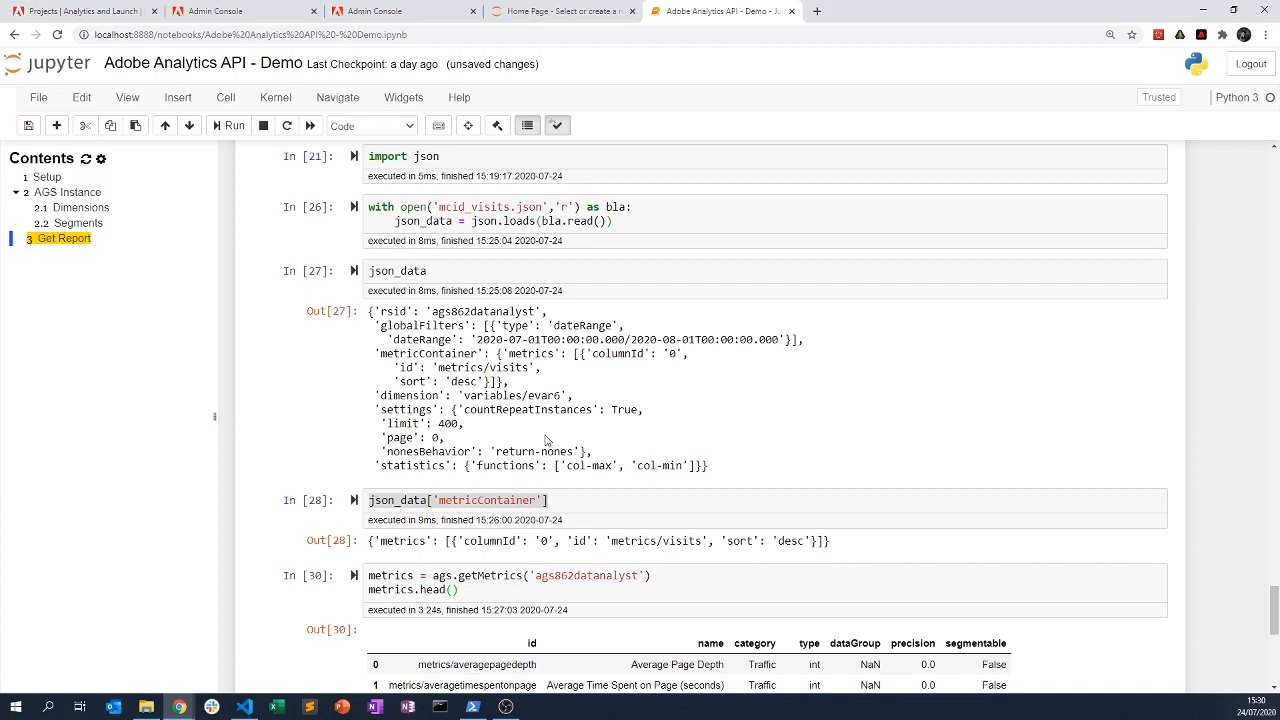 Projects | Analytics and Launch |
Admin Console
Admin Console
Home Page - Select or create a n
Adobe Analytics API - Demo - Ju
localhost:8888/notebooks/Adobe%20Analytics%20API%20-%20Demo.ipynb
jupyter
Adobe Analytics API - Demo
Last Checkpoint: a day ago
(unsaved changes)
Logout
File
Edit
View
Insert
Cell
Kernel
Navigate
Widgets
Help
Trusted
Python 3
Run
Code
Contents
1 Setup
2 AGS Instance
2.1 Dimensions
2.2 Segments
3 Get Report
In [21]:
import json
executed in 5ms, finished 15:19:17 2020-07-24
In [26]:
with open('mcid_visits.json','r') as bla:
json_data = json.loads(bla.read())
executed in 8ms, finished 15:25:04 2020-07-24
In [27]:
json_data
executed in 8ms, finished 15:25:08 2020-07-24
Out[27]:
{'rsid': 'ags862datanalyst',
'globalFilters': [{'type': 'dateRange',
'dateRange': '2020-07-01T00:00:00.000/2020-08-01T00:00:00.000'}],
'metricContainer': {'metrics': [{'columnId': '0',
'id': 'metrics/visits',
'sort': 'desc'}]},
'dimension': 'variables/evar6',
'settings': {'countRepeatInstances': True,
'limit': 400,
'page': 0,
'nonesBehavior': 'return-nones'},
'statistics': {'functions': ['col-max', 'col-min']}}
In [28]:
json_data['metricContainer']
executed in 9ms, finished 15:26:00 2020-07-24
Out[28]:
{'metrics': [{'columnId': '0', 'id': 'metrics/visits', 'sort': 'desc'}]}
In [30]:
metrics = ags.getMetrics('ags862datanalyst')
metrics.head()
executed in 3.24s, finished 15:27:03 2020-07-24
Out[30]:
id name category type dataGroup precision segmentable
0 metrics/averagepagedepth Average Page Depth Traffic int NaN 0.0 False
1 metrics/averagetimespentonpage Average Time Spent on Page (seconds) Traffic int NaN 0.0 False
15:30
24/07/2020